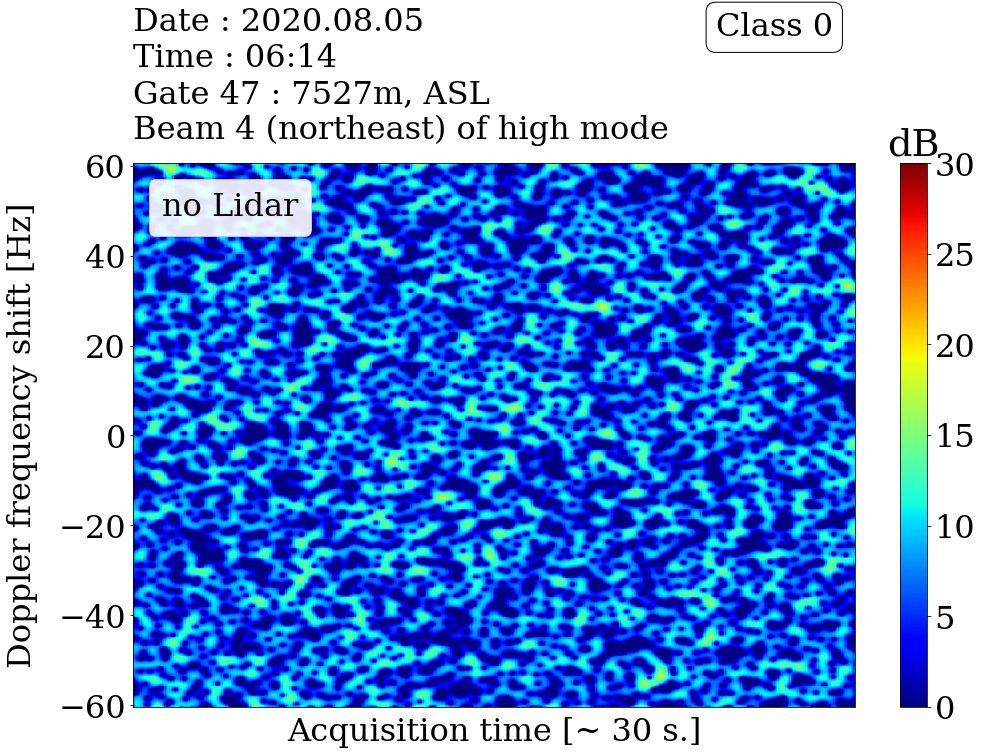 Date : 2020.08.05
Time : 06:14
Gate 47 : 7527m, ASL
Beam 4 (northeast) of high mode
Class 0
dB
no Lidar
Doppler frequency shift [Hz]
60
40
20
0
−20
−40
−60
Acquisition time [~ 30 s.]
30
25
20
15
10
5
0